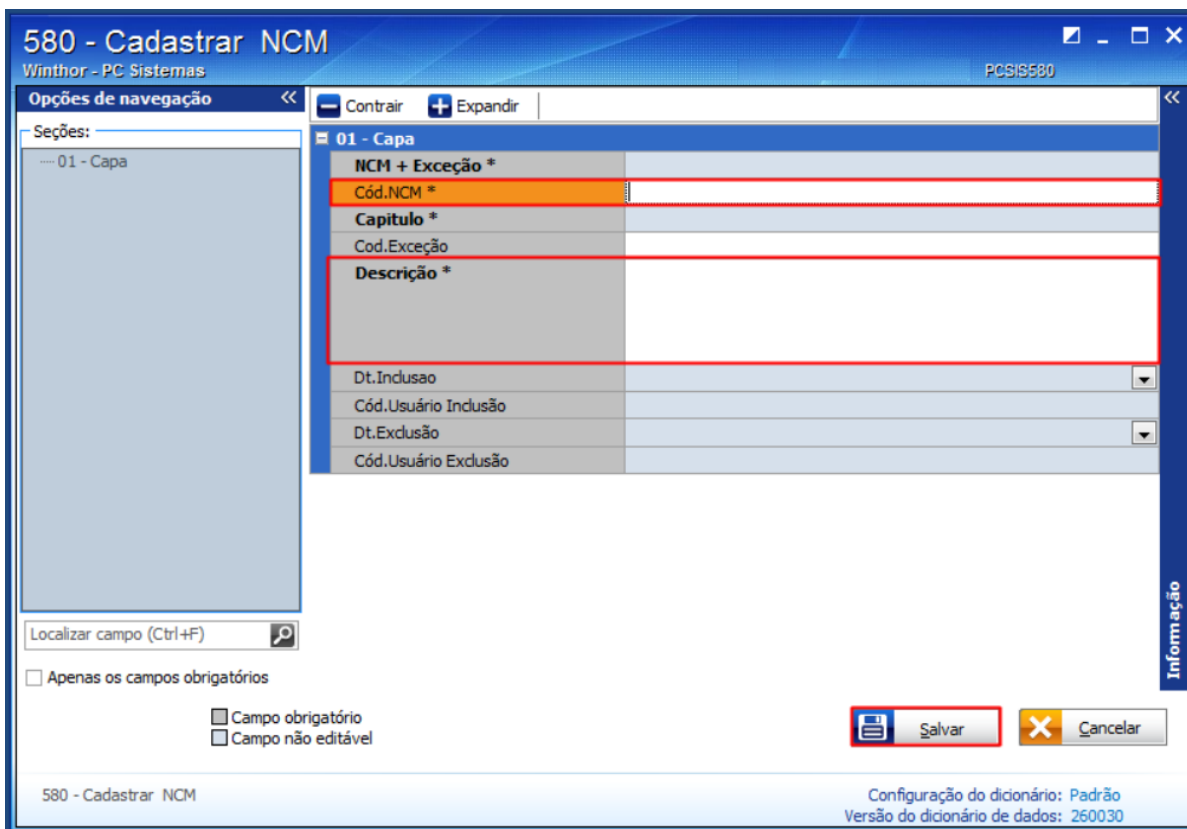 580 - Cadastrar NCM
Winthor - PC Sistemas
PCSIS580
Opções de navegação
Contrair
Expandir
Seções:
01 - Capa
01 - Capa
NCM + Exceção *
Cód.NCM *
Capitulo *
Cod.Exceção
Descrição *
Dt.Inclusao
Cód.Usuário Inclusão
Dt.Exclusão
Cód.Usuário Exclusão
Informação
Localizar campo (Ctrl+F)
Apenas os campos obrigatórios
Campo obrigatório
Campo não editável
Salvar
Cancelar
580 - Cadastrar NCM
Configuração do dicionário: Padrão
Versão do dicionário de dados: 260030